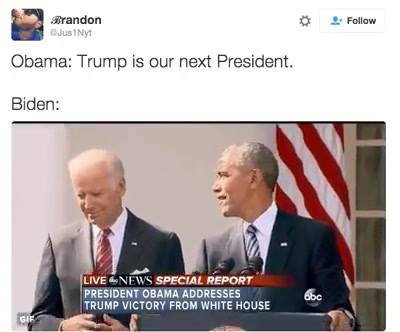 Brandon
@Jus1Nyt
Follow
Obama: Trump is our next President.
Biden:
LIVE abc NEWS SPECIAL REPORT
PRESIDENT OBAMA ADDRESSES
TRUMP VICTORY FROM WHITE HOUSE
abc
GIF